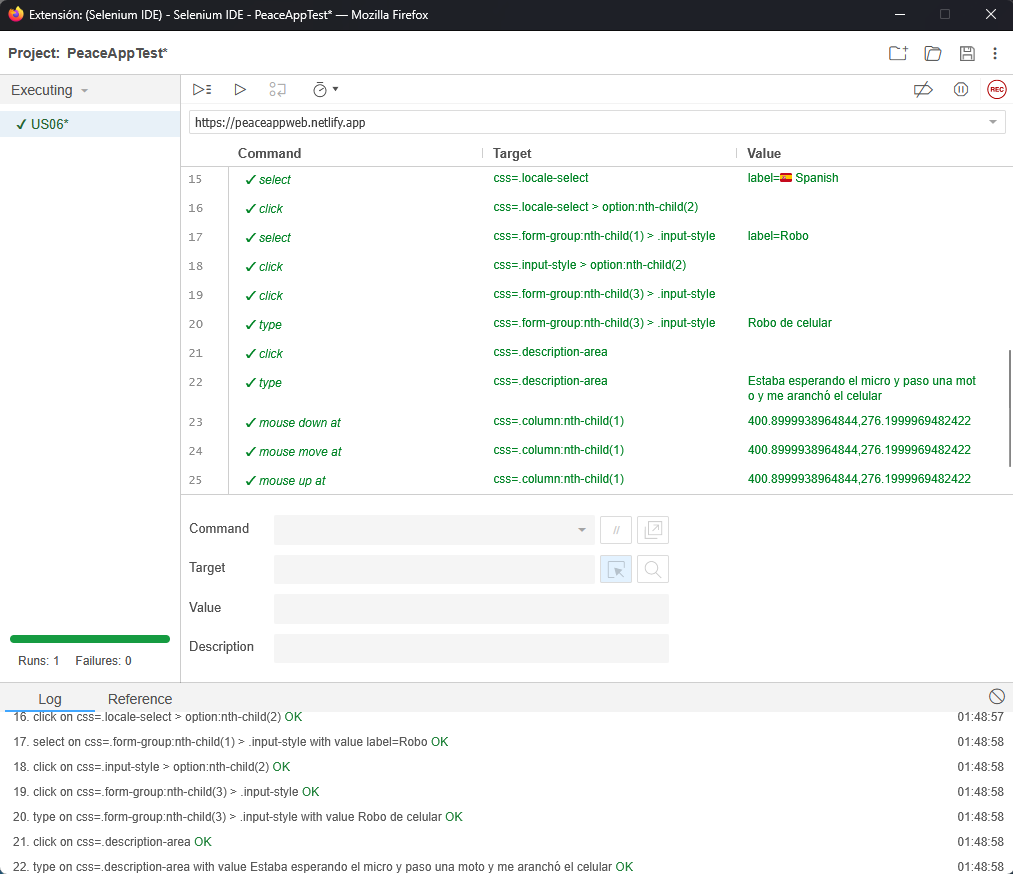 Extensión: (Selenium IDE) - Selenium IDE - PeaceAppTest* — Mozilla Firefox
Project: PeaceAppTest*
Executing
✓ US06*
REC
https://peaceappweb.netlify.app
Command Target Value
15 ✓ select css=.locale-select label=🇪🇸 Spanish
16 ✓ click css=.locale-select > option:nth-child(2)
17 ✓ select css=.form-group:nth-child(1) > .input-style label=Robo
18 ✓ click css=.input-style > option:nth-child(2)
19 ✓ click css=.form-group:nth-child(3) > .input-style
20 ✓ type css=.form-group:nth-child(3) > .input-style Robo de celular
21 ✓ click css=.description-area
22 ✓ type css=.description-area Estaba esperando el micro y paso una mot
o y me aranchó el celular
23 ✓ mouse down at css=.column:nth-child(1) 400.8999938964844,276.1999969482422
24 ✓ mouse move at css=.column:nth-child(1) 400.8999938964844,276.1999969482422
25 ✓ mouse up at css=.column:nth-child(1) 400.8999938964844,276.1999969482422
Command //
Target
Value
Description
Runs: 1 Failures: 0
Log Reference
16. click on css=.locale-select > option:nth-child(2) OK 01:48:57
17. select on css=.form-group:nth-child(1) > .input-style with value label=Robo OK 01:48:58
18. click on css=.input-style > option:nth-child(2) OK 01:48:58
19. click on css=.form-group:nth-child(3) > .input-style OK 01:48:58
20. type on css=.form-group:nth-child(3) > .input-style with value Robo de celular OK 01:48:58
21. click on css=.description-area OK 01:48:58
22. type on css=.description-area with value Estaba esperando el micro y paso una moto y me aranchó el celular OK 01:48:58